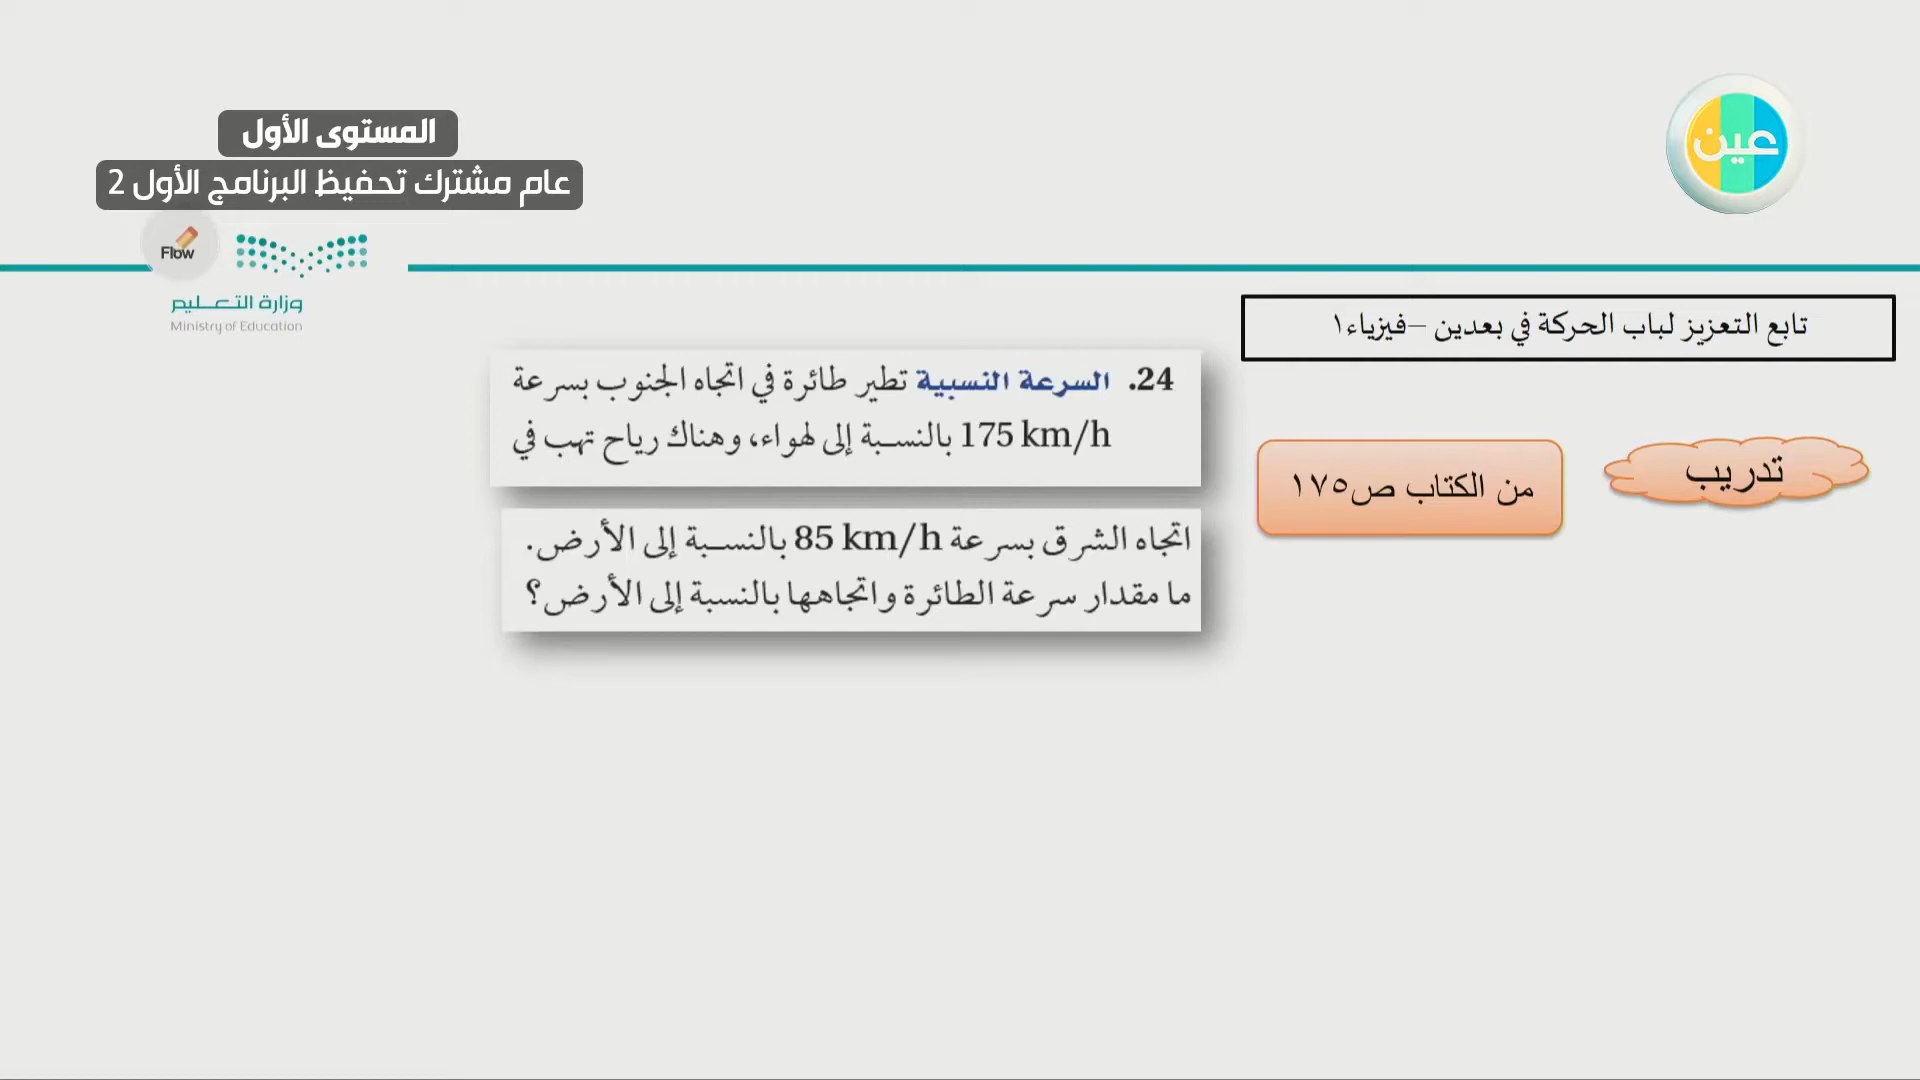 المستوى الأول
عام مشترك تحفيظ البرنامج الأول 2
عين
Flow
وزارة التعليم
Ministry of Education
تابع التعزيز لباب الحركة في بعدين –فيزياء١
تدريب
من الكتاب ص١٧٥
24. السرعة النسبية تطير طائرة في اتجاه الجنوب بسرعة
175 km/h بالنسبة إلى لهواء، وهناك رياح تهب في
اتجاه الشرق بسرعة 85 km/h بالنسبة إلى الأرض.
ما مقدار سرعة الطائرة واتجاهها بالنسبة إلى الأرض؟